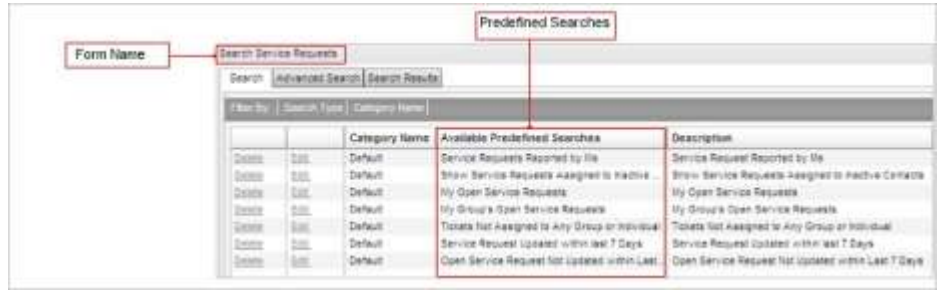 Predefined Searches
Form Name
Search Service Requests
Search Advanced Search Search Results
Filter By: Search Type Category Name
Category Name Available Predefined Searches Description
Delete Edit Default Service Requests Reported by Me Service Request Reported by Me
Delete Edit Default Show Service Requests Assigned to Inactive ... Show Service Requests Assigned to Inactive Contacts
Delete Edit Default My Open Service Requests My Open Service Requests
Delete Edit Default My Group's Open Service Requests My Group's Open Service Requests
Delete Edit Default Tickets Not Assigned to Any Group or Individual Tickets Not Assigned to Any Group or Individual
Delete Edit Default Service Request Updated within last 7 Days Service Request Updated within last 7 Days
Delete Edit Default Open Service Request Not Updated within Last... Open Service Request Not Updated within Last 7 Days